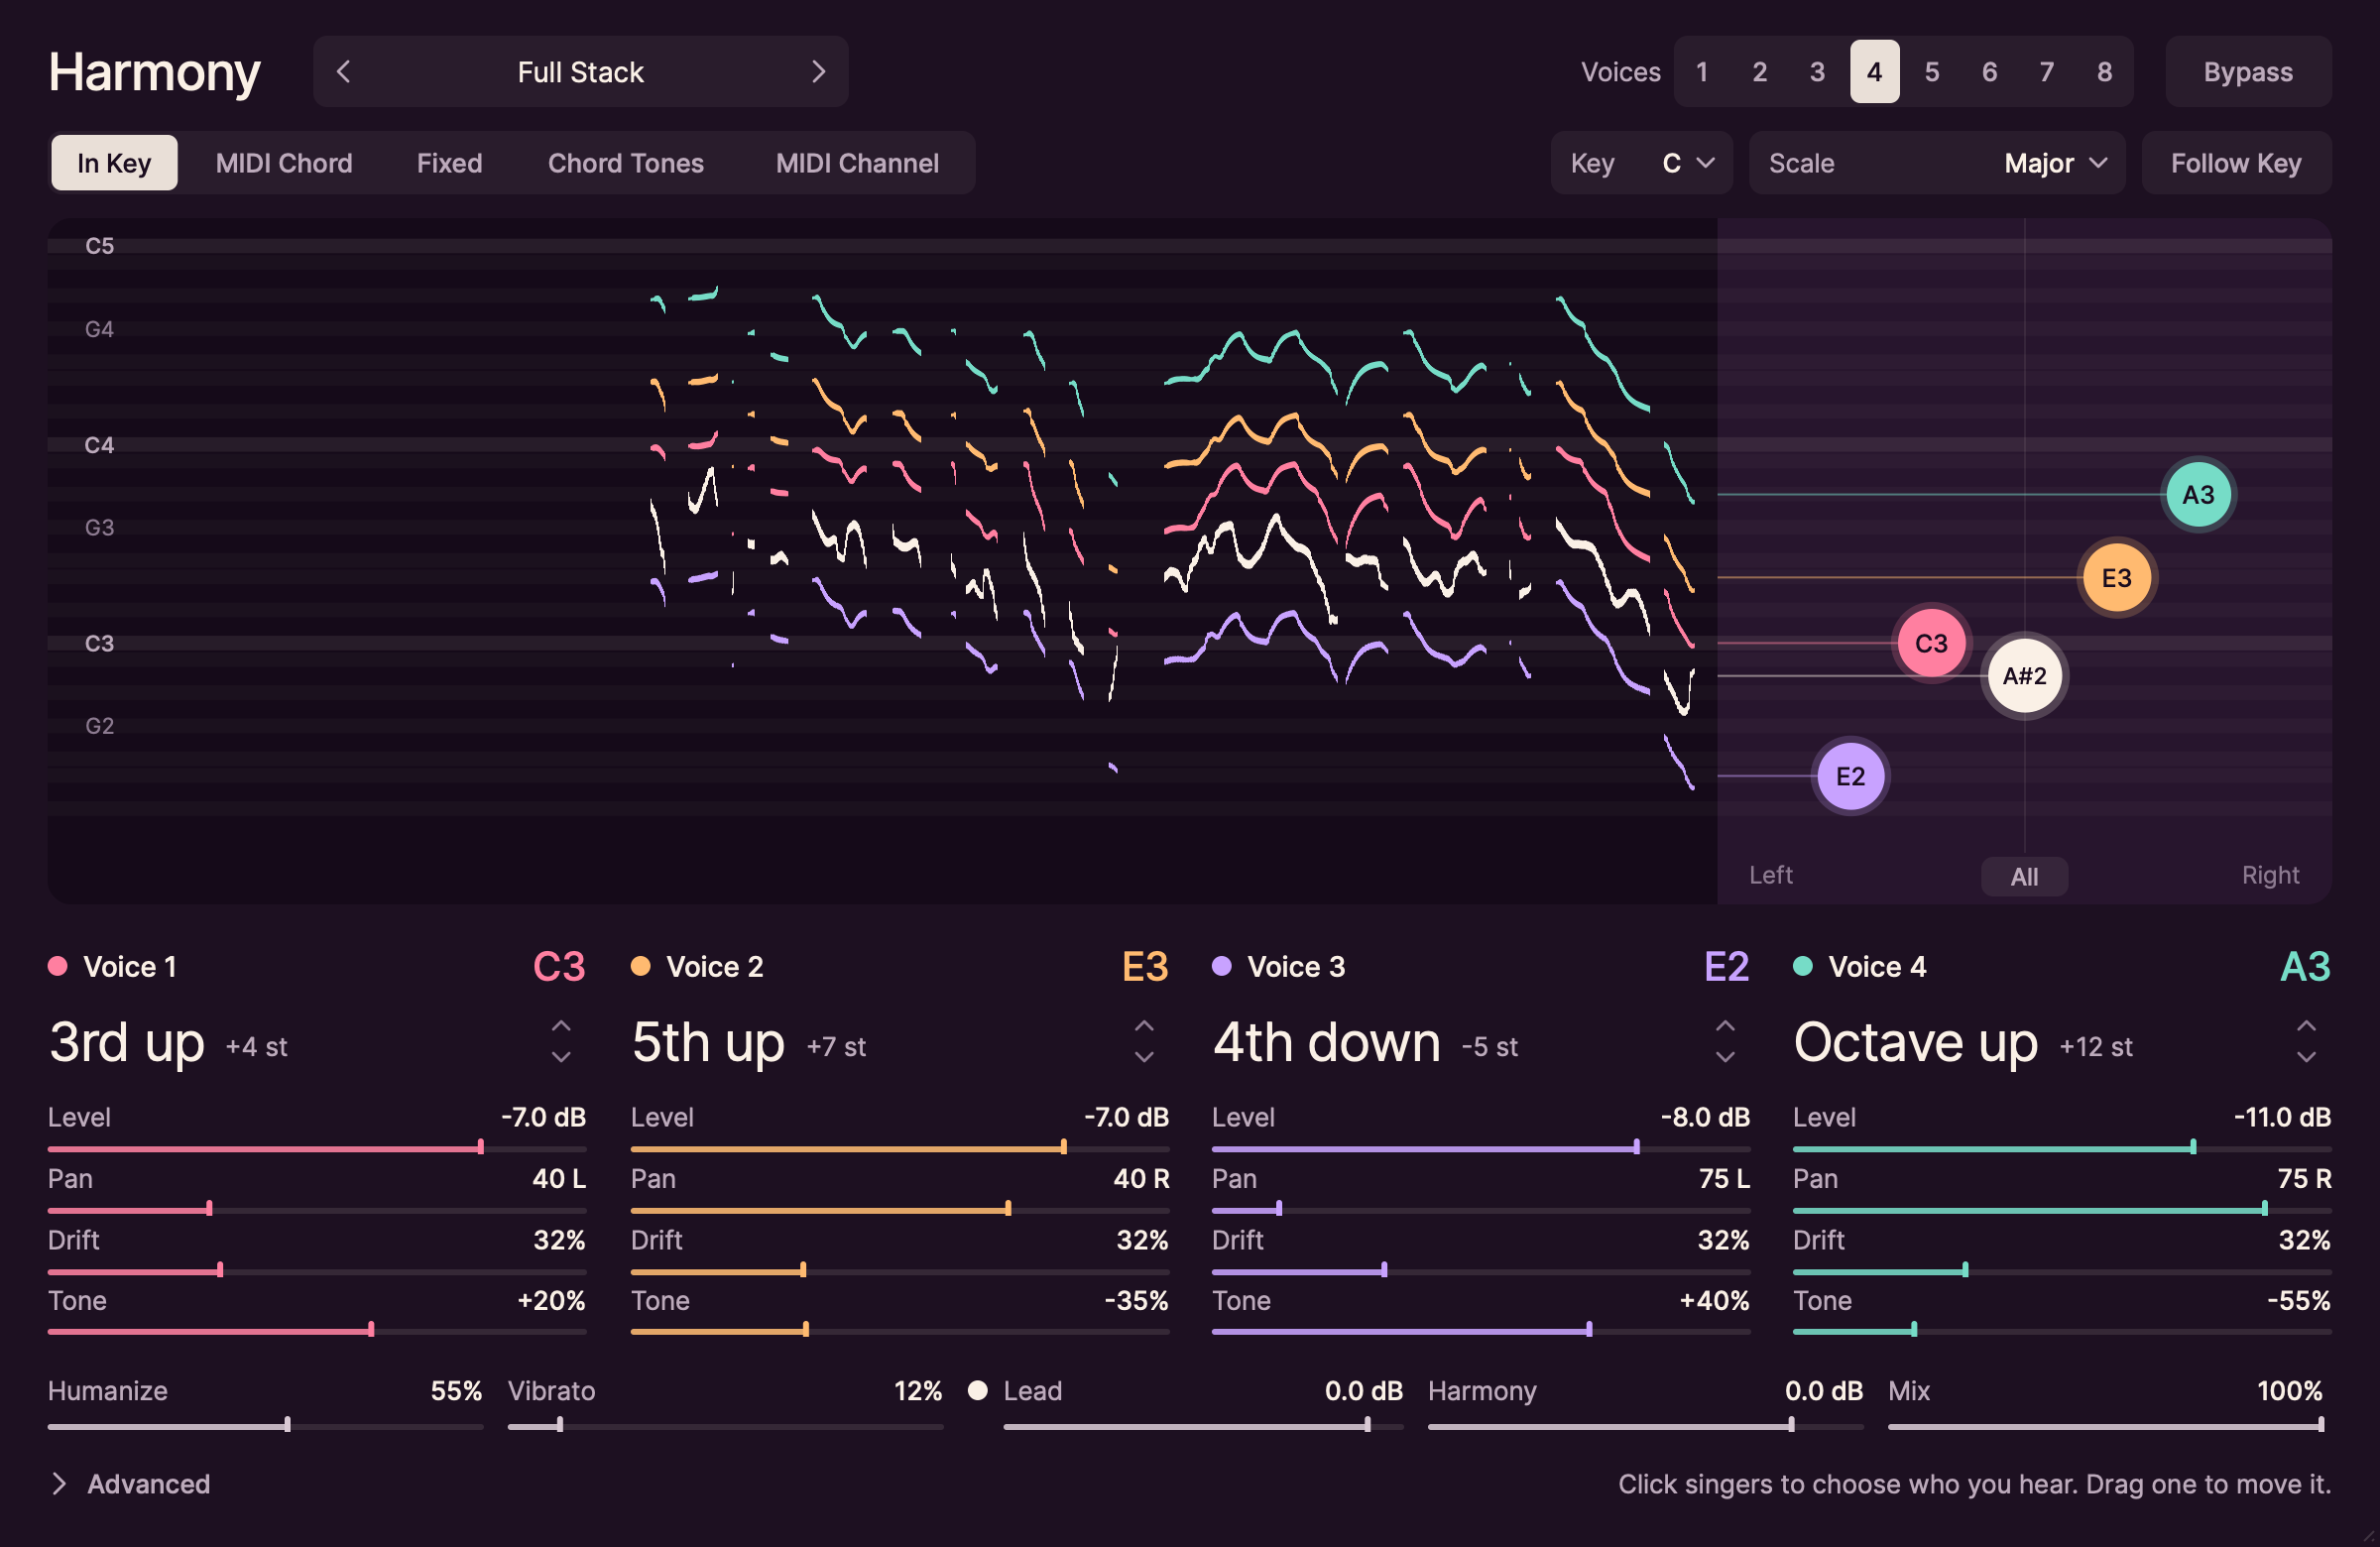 Harmony
Full Stack
Voices 1 2 3 4 5 6 7 8 Bypass
In Key MIDI Chord Fixed Chord Tones MIDI Channel
Key C Scale Major Follow Key
C5
G4
C4
G3
C3
G2
A3
E3
C3
A#2
E2
Left All Right
Voice 1 C3
3rd up +4 st
Level -7.0 dB
Pan 40 L
Drift 32%
Tone +20%
Voice 2 E3
5th up +7 st
Level -7.0 dB
Pan 40 R
Drift 32%
Tone -35%
Voice 3 E2
4th down -5 st
Level -8.0 dB
Pan 75 L
Drift 32%
Tone +40%
Voice 4 A3
Octave up +12 st
Level -11.0 dB
Pan 75 R
Drift 32%
Tone -55%
Humanize 55% Vibrato 12% Lead 0.0 dB Harmony 0.0 dB Mix 100%
Advanced
Click singers to choose who you hear. Drag one to move it.